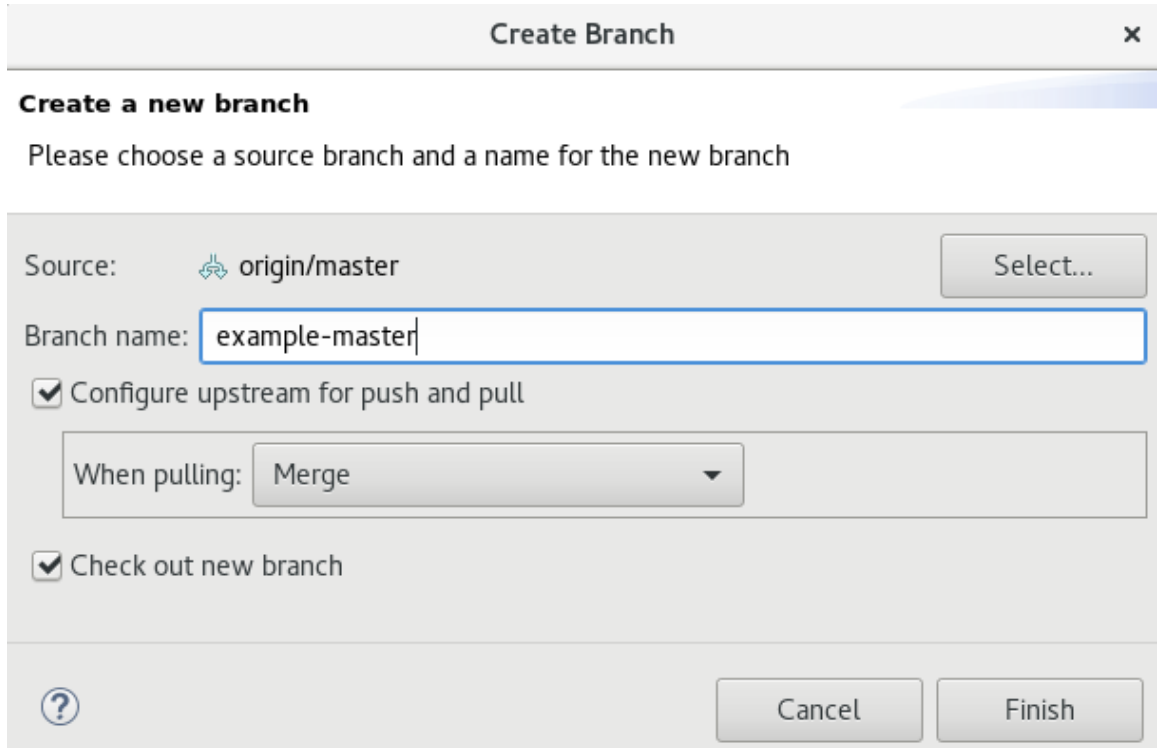 Create Branch ×
Create a new branch
Please choose a source branch and a name for the new branch
Source: origin/master Select...
Branch name: example-master
Configure upstream for push and pull
When pulling: Merge
Check out new branch
? Cancel Finish